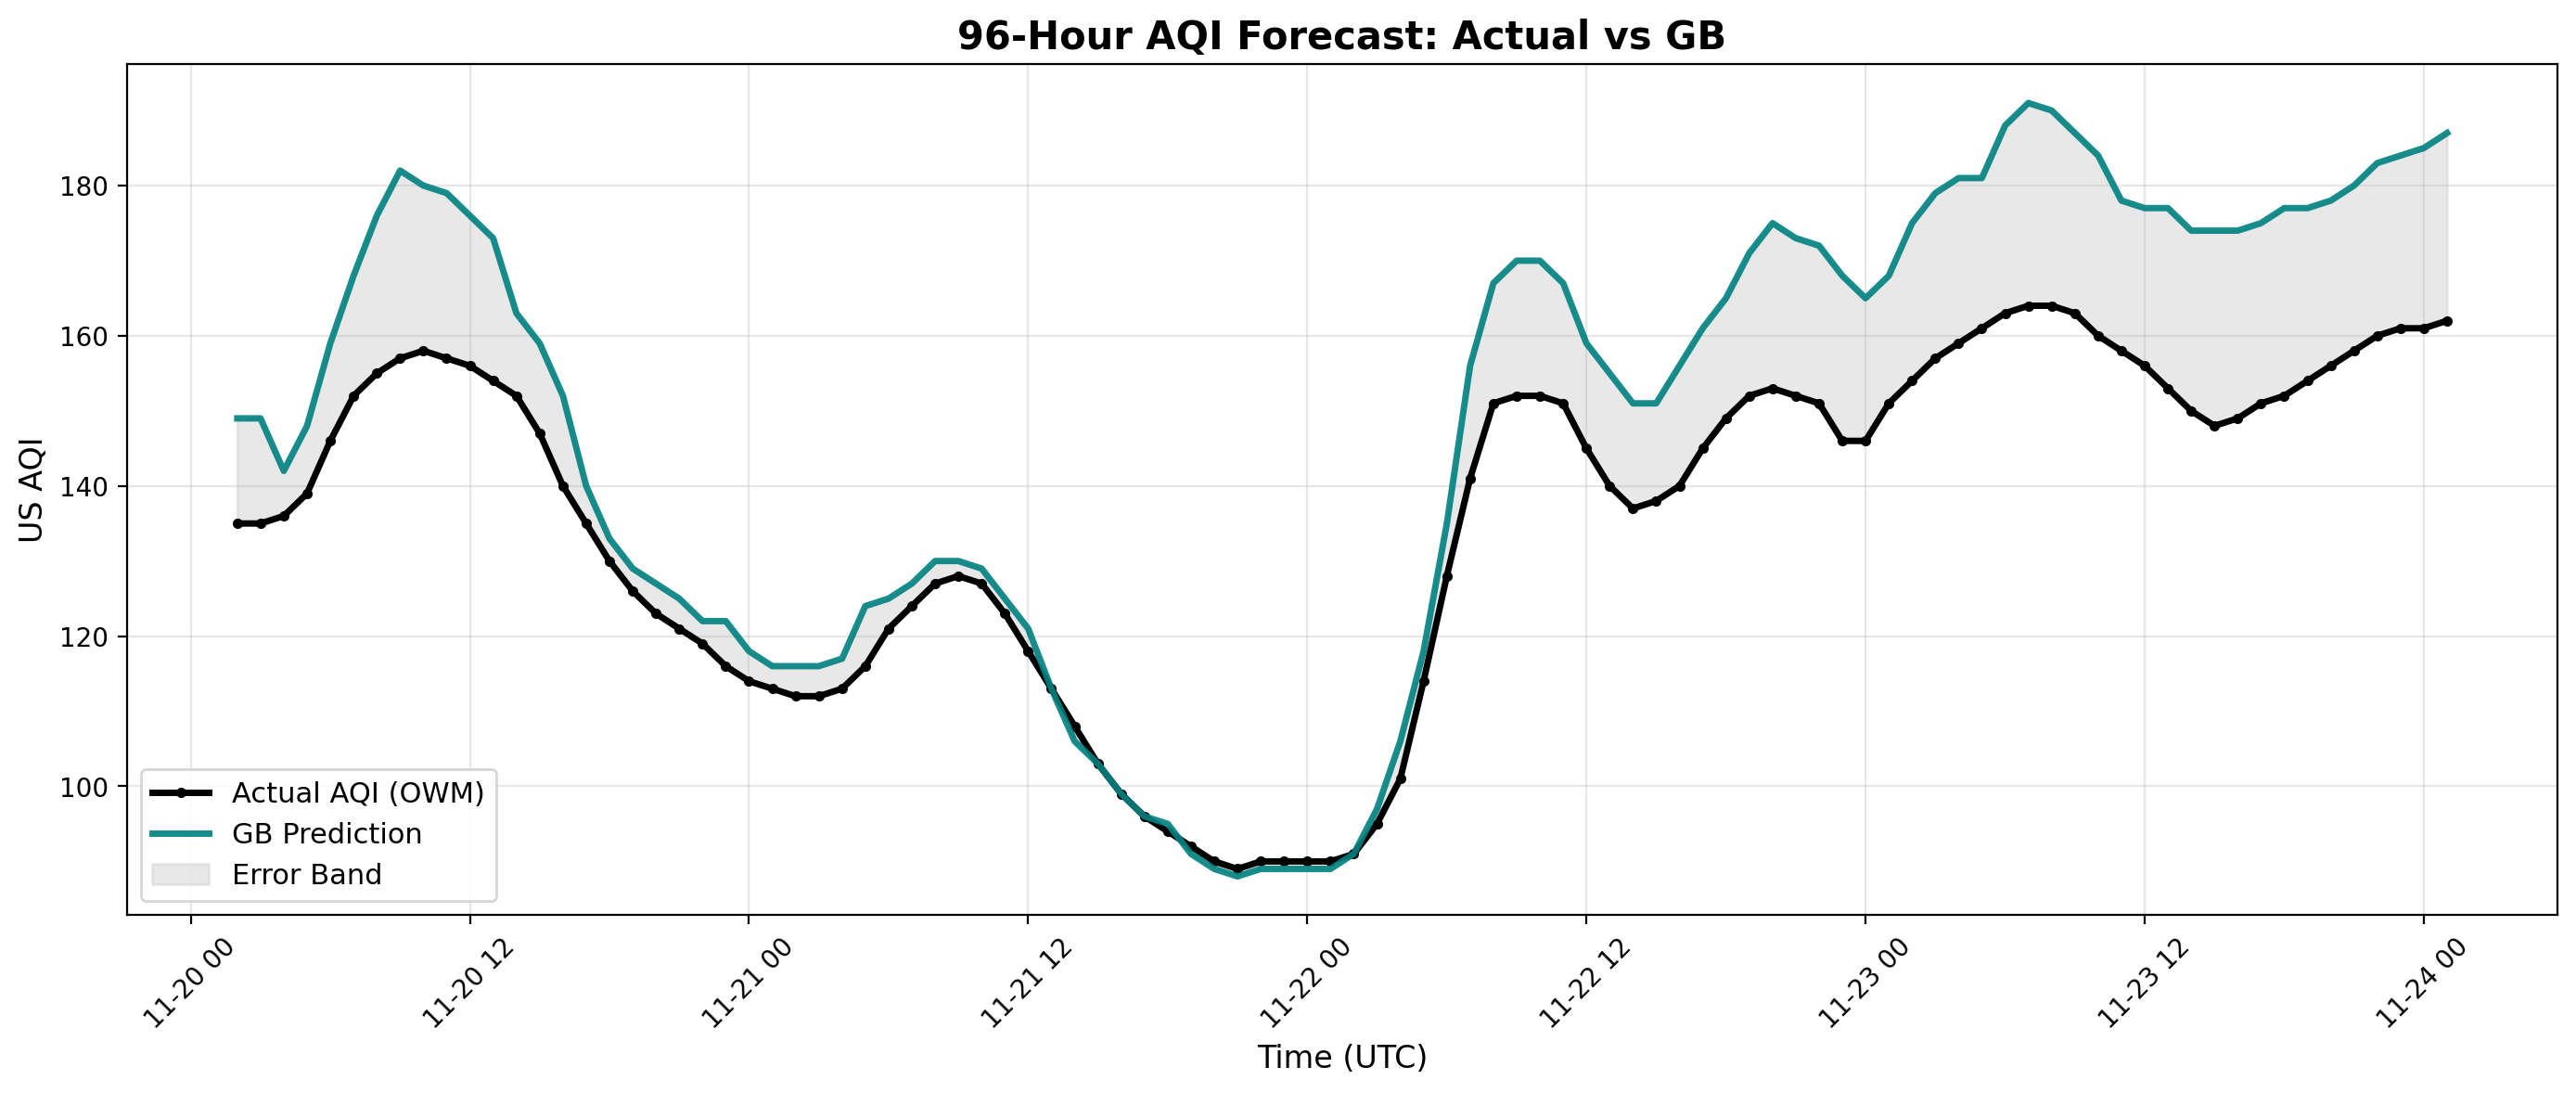 96-Hour AQI Forecast: Actual vs GB
US AQI
180
160
140
120
100
Actual AQI (OWM)
GB Prediction
Error Band
11-20 00
11-20 12
11-21 00
11-21 12
11-22 00
11-22 12
11-23 00
11-23 12
11-24 00
Time (UTC)